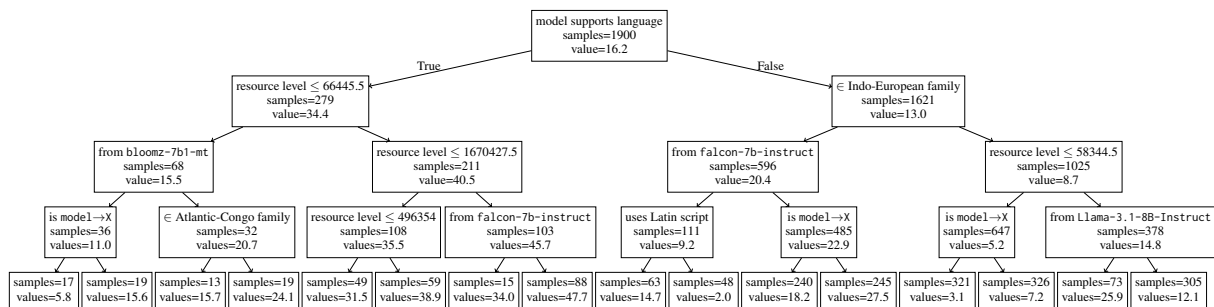 model supports language
samples=1900
value=16.2
True
False
resource level ≤ 66445.5
samples=279
value=34.4
∈ Indo-European family
samples=1621
value=13.0
from bloomz-7b1-mt
samples=68
value=15.5
resource level ≤ 1670427.5
samples=211
value=40.5
from falcon-7b-instruct
samples=596
value=20.4
resource level ≤ 58344.5
samples=1025
value=8.7
is model→X
samples=36
values=11.0
∈ Atlantic-Congo family
samples=32
values=20.7
resource level ≤ 496354
samples=108
values=35.5
from falcon-7b-instruct
samples=103
values=45.7
uses Latin script
samples=111
values=9.2
is model→X
samples=485
values=22.9
is model→X
samples=647
values=5.2
from Llama-3.1-8B-Instruct
samples=378
values=14.8
samples=17
values=5.8
samples=19
values=15.6
samples=13
values=15.7
samples=19
values=24.1
samples=49
values=31.5
samples=59
values=38.9
samples=15
values=34.0
samples=88
values=47.7
samples=63
values=14.7
samples=48
values=2.0
samples=240
values=18.2
samples=245
values=27.5
samples=321
values=3.1
samples=326
values=7.2
samples=73
values=25.9
samples=305
values=12.1